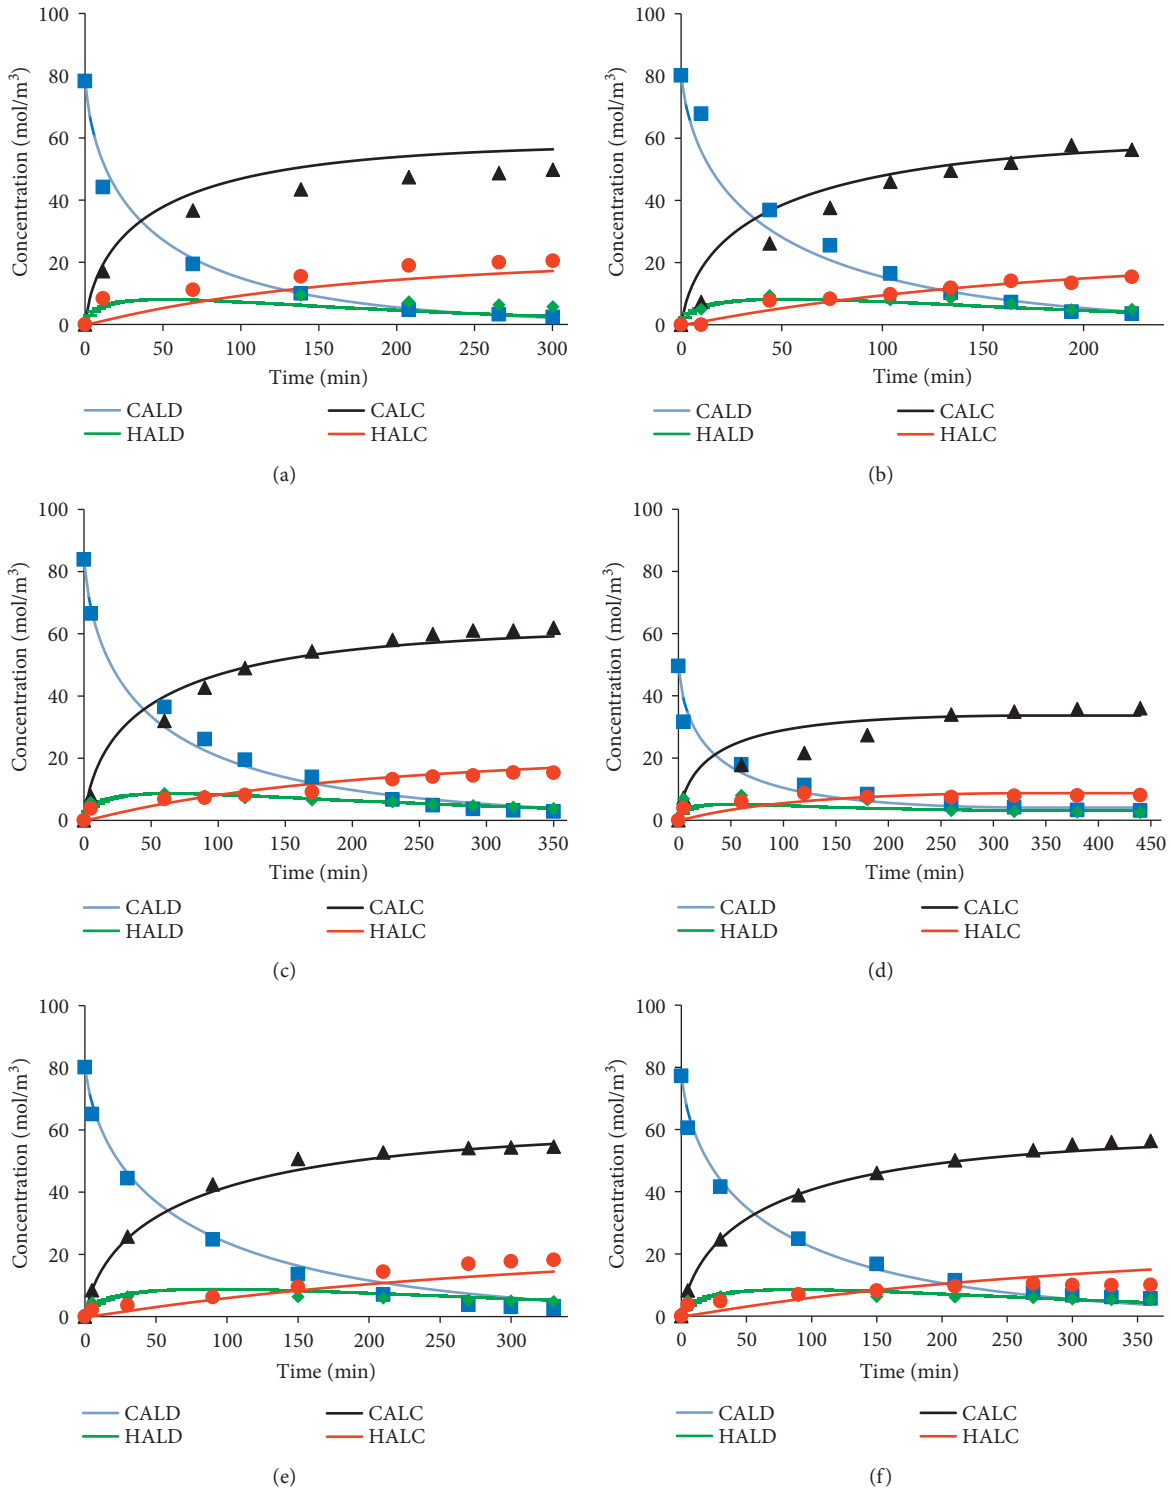 100
80
60
40
20
0
Concentration (mol/m³)
0 50 100 150 200 250 300
Time (min)
CALD CALC
HALD HALC
(a)
100
80
60
40
20
0
Concentration (mol/m³)
0 50 100 150 200
Time (min)
CALD CALC
HALD HALC
(b)
100
80
60
40
20
0
Concentration (mol/m³)
0 50 100 150 200 250 300 350
Time (min)
CALD CALC
HALD HALC
(c)
100
80
60
40
20
0
Concentration (mol/m³)
0 50 100 150 200 250 300 350 400 450
Time (min)
CALD CALC
HALD HALC
(d)
100
80
60
40
20
0
Concentration (mol/m³)
0 50 100 150 200 250 300
Time (min)
CALD CALC
HALD HALC
(e)
100
80
60
40
20
0
Concentration (mol/m³)
0 50 100 150 200 250 300 350
Time (min)
CALD CALC
HALD HALC
(f)